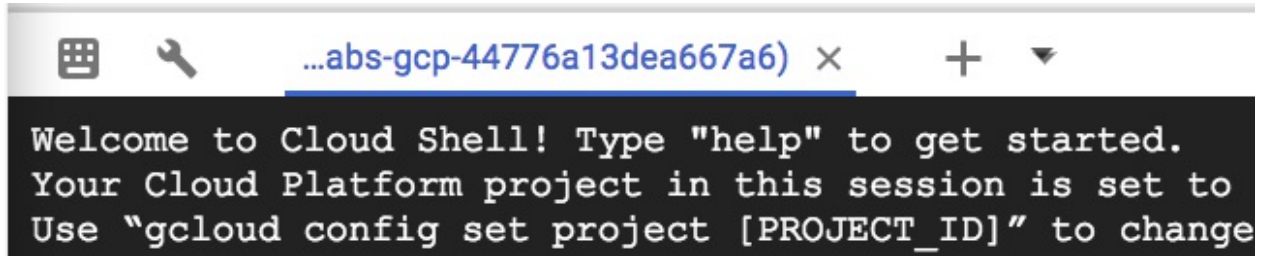 ...abs-gcp-44776a13dea667a6)
Welcome to Cloud Shell! Type "help" to get started.
Your Cloud Platform project in this session is set to
Use “gcloud config set project [PROJECT_ID]” to change